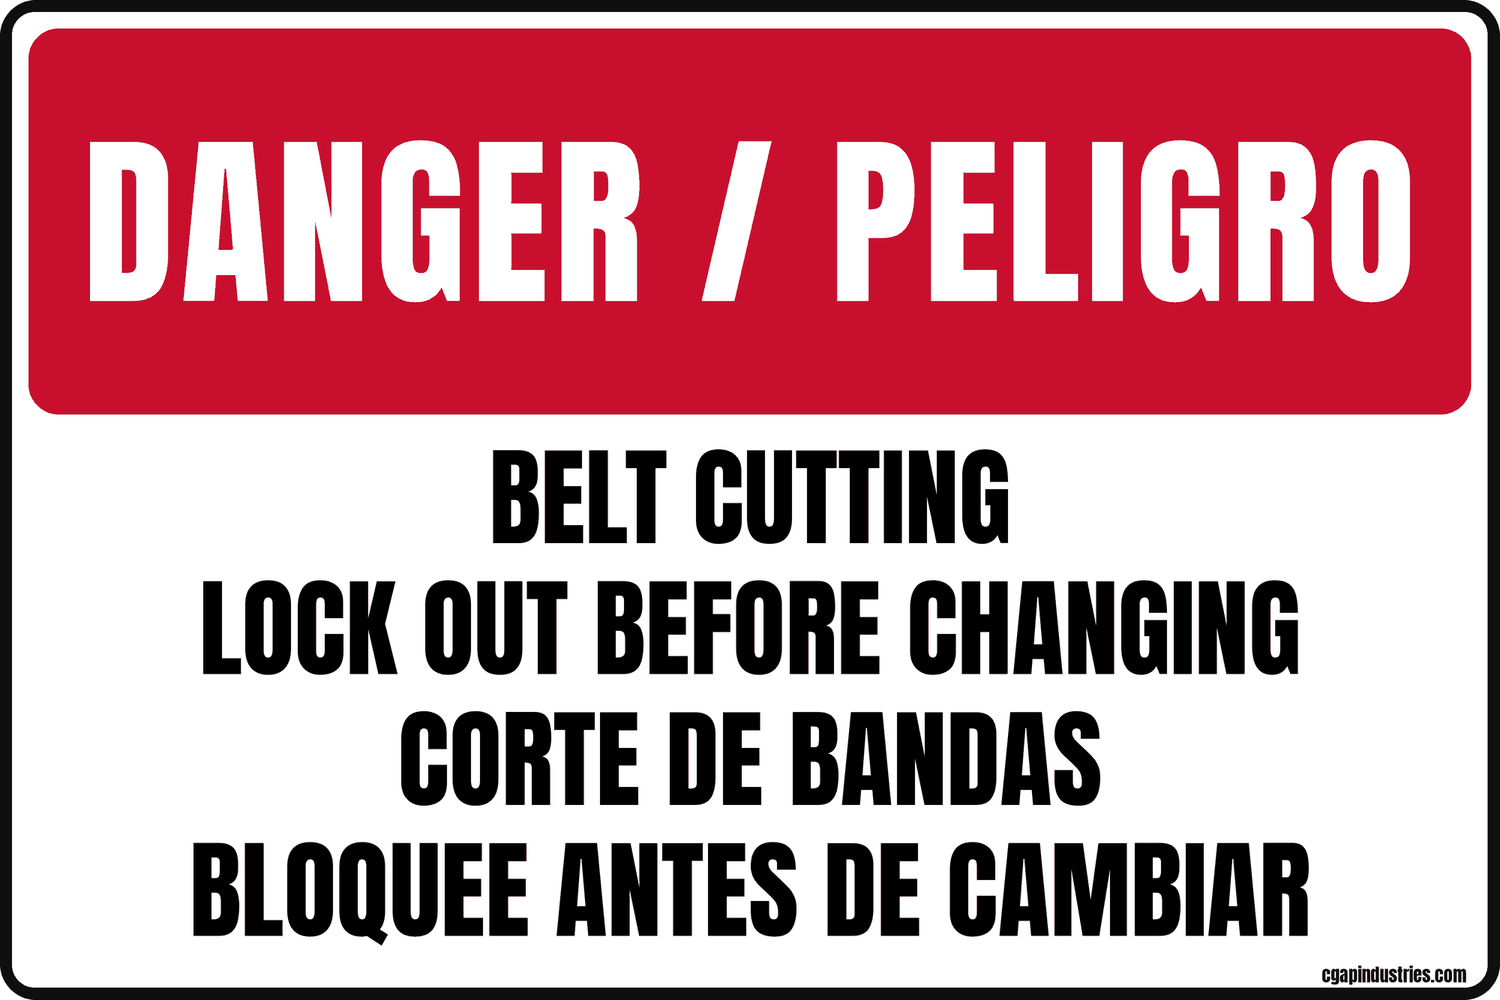 DANGER / PELIGRO
BELT CUTTING
LOCK OUT BEFORE CHANGING
CORTE DE BANDAS
BLOQUEE ANTES DE CAMBIAR
cgapindustries.com